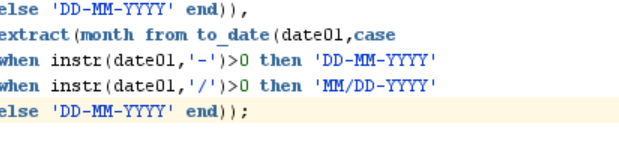 else 'DD-MM-YYYY' end)),
extract(month from to_date(date01,case
when instr(date01,'-')>0 then 'DD-MM-YYYY'
when instr(date01,'/')>0 then 'MM/DD-YYYY'
else 'DD-MM-YYYY' end));